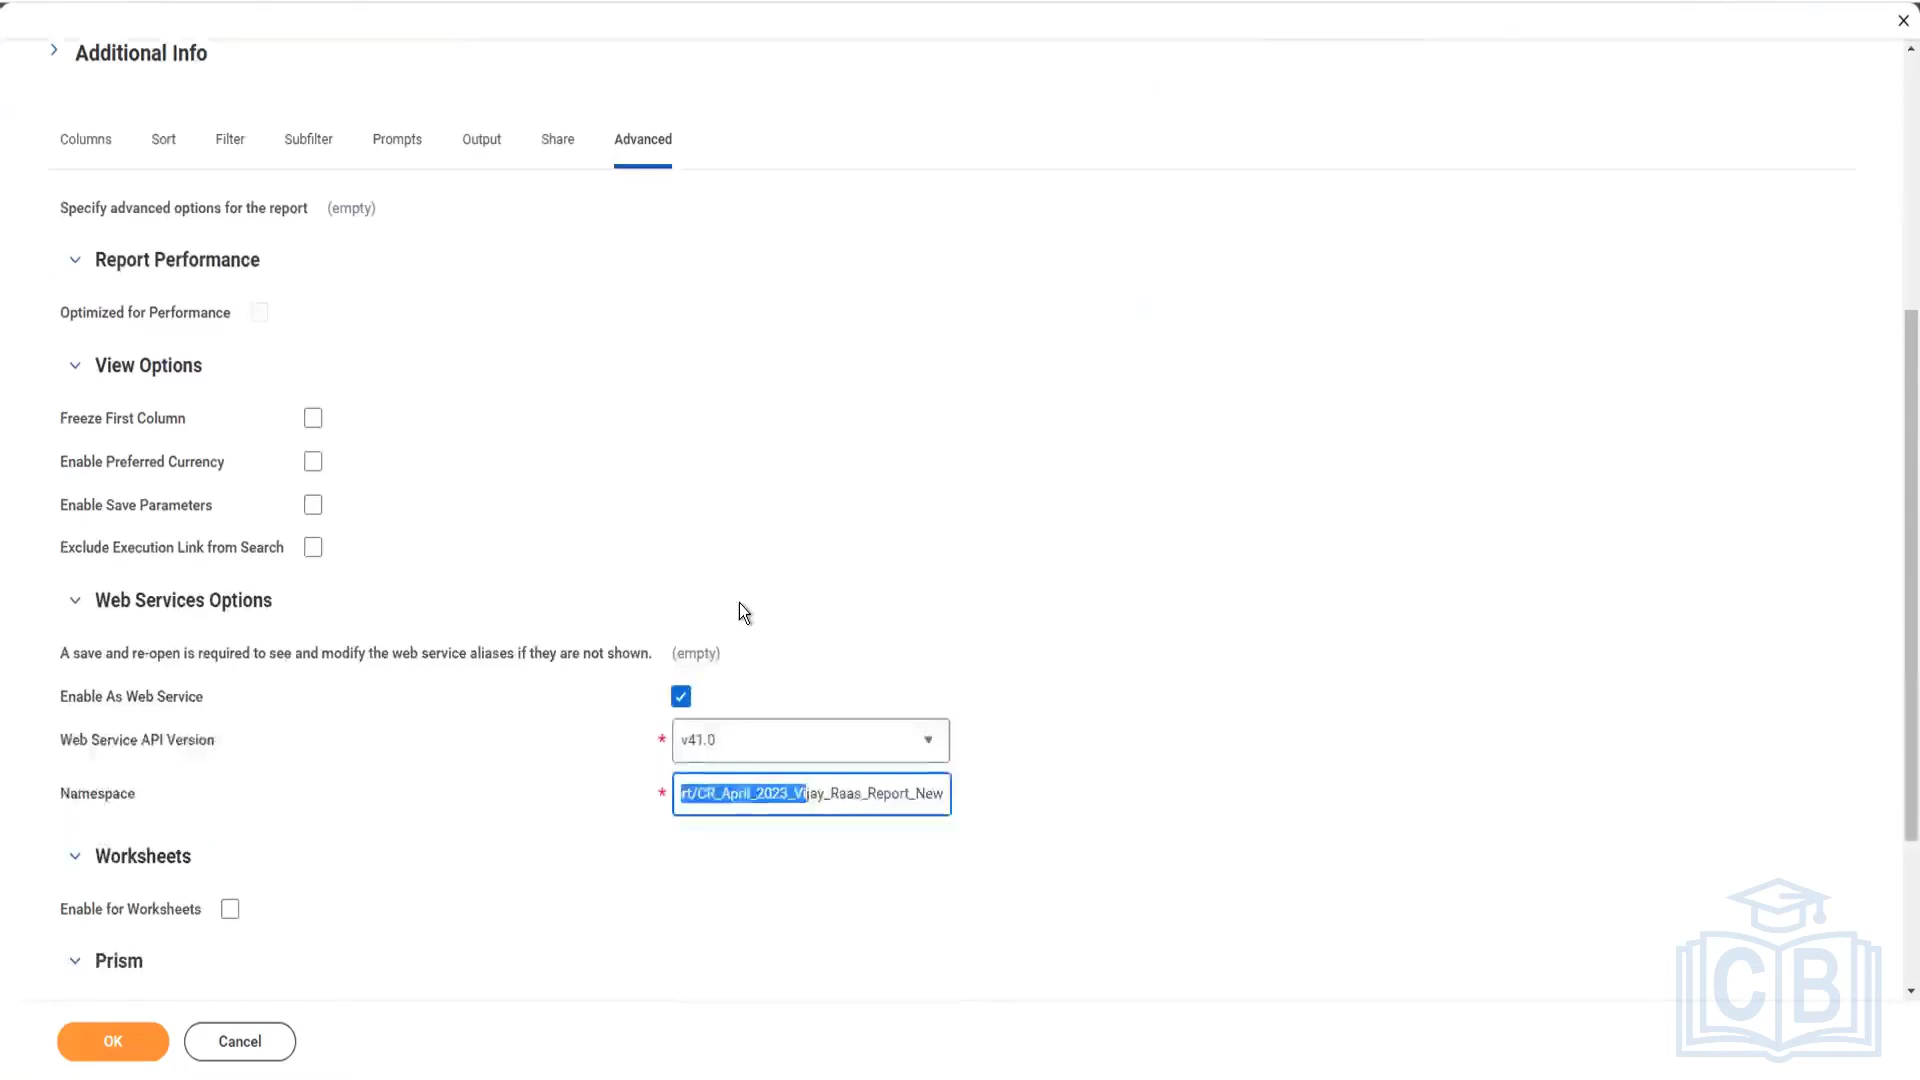 Additional Info
Columns Sort Filter Subfilter Prompts Output Share Advanced
Specify advanced options for the report (empty)
Report Performance
Optimized for Performance
View Options
Freeze First Column
Enable Preferred Currency
Enable Save Parameters
Exclude Execution Link from Search
Web Services Options
A save and re-open is required to see and modify the web service aliases if they are not shown. (empty)
Enable As Web Service
Web Service API Version * v41.0
Namespace * rt/CR_April_2023_Vijay_Raas_Report_New
Worksheets
Enable for Worksheets
Prism
OK Cancel
CB